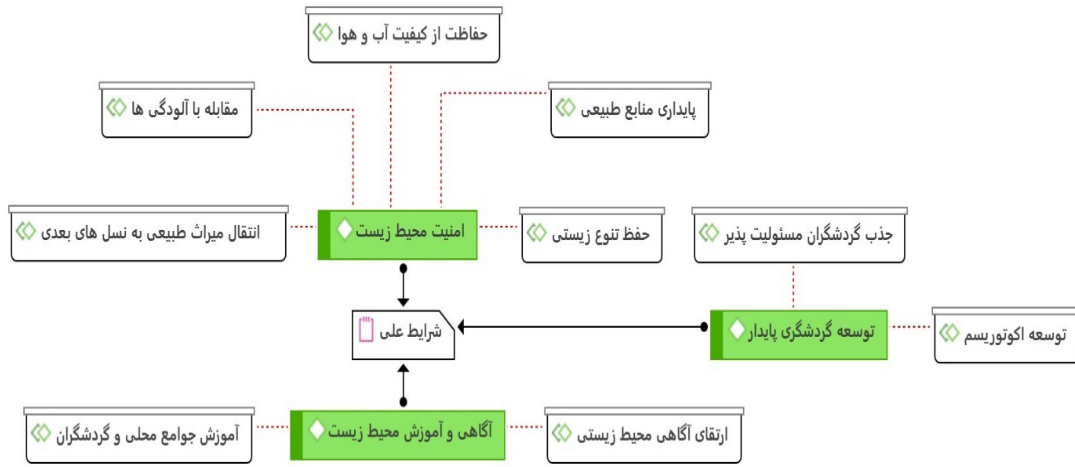 حفاظت از کیفیت آب و هوا
مقابله با آلودگی ها
پایداری منابع طبیعی
انتقال میراث طبیعی به نسل های بعدی
امنیت محیط زیست
حفظ تنوع زیستی
جذب گردشگران مسئولیت پذیر
شرایط علی
توسعه گردشگری پایدار
توسعه اکوتوریسم
آموزش جوامع محلی و گردشگران
آگاهی و آموزش محیط زیست
ارتقای آگاهی محیط زیستی